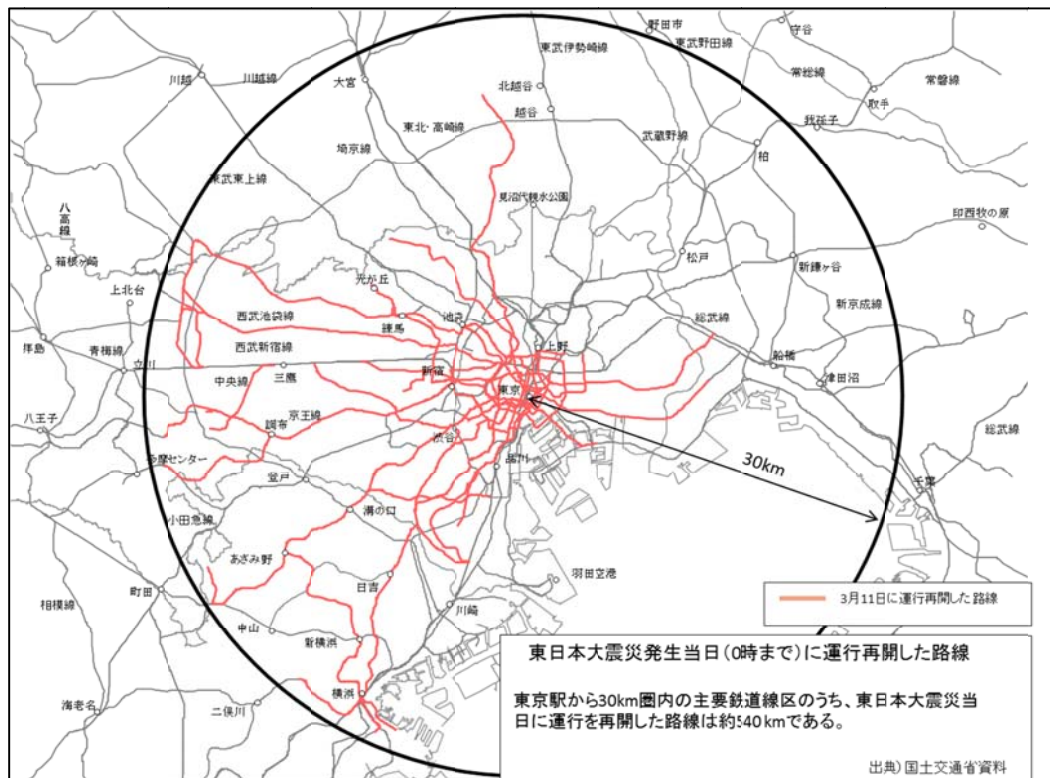 野田市
守谷
東武伊勢崎線
東武野田線
川越
川越線
大宮
常総線
常磐線
北越谷
取手
越谷
東北・高崎線
我孫子
武蔵野線
埼京線
柏
東武東上線
見沼代親水公園
八高線
印西牧の原
箱根ヶ崎
松戸
新鎌ヶ谷
光が丘
上北台
新京成線
西武池袋線
池袋
総武線
練馬
拝島
青梅線
西武新宿線
上野
立川
船橋
三鷹
新宿
中央線
東京
津田沼
八王子
京王線
調布
渋谷
総武線
多摩センター
品川
30km
登戸
千葉
小田急線
溝の口
あざみ野
日吉
羽田空港
町田
相模線
川崎
3月11日に運行再開した路線
中山
新横浜
東日本大震災発生当日(0時まで)に運行再開した路線
横浜
東京駅から30km圏内の主要鉄道線区のうち、東日本大震災当
海老名
二俣川
日に運行を再開した路線は約540kmである。
出典)国土交通省資料